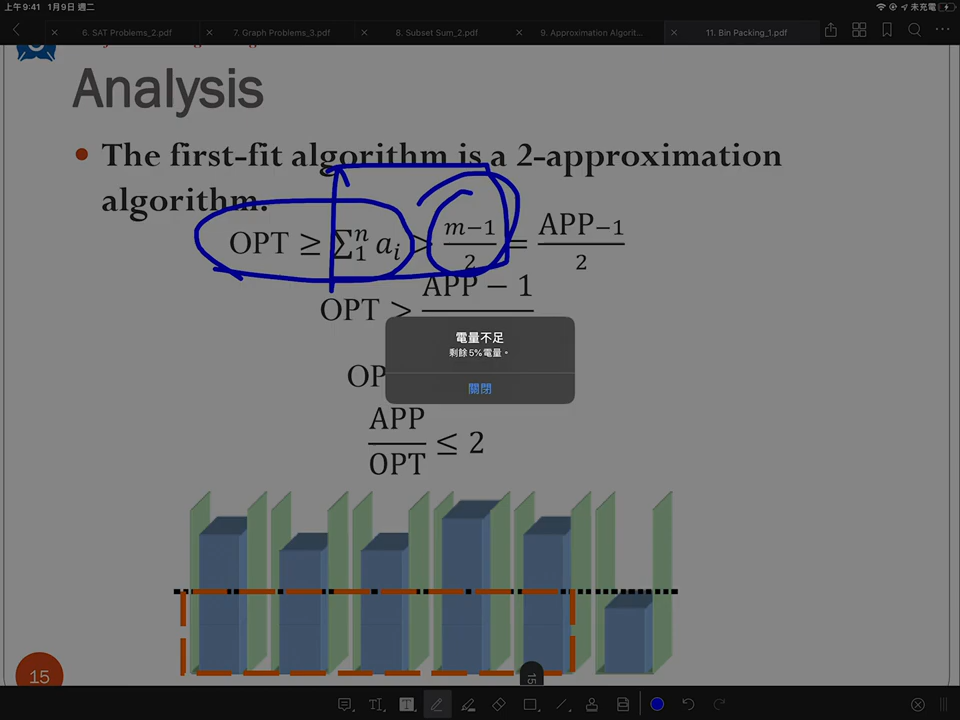 上午9:41 1月9日 週二
未充電
6. SAT Problems_2.pdf
7. Graph Problems_3.pdf
8. Subset Sum_2.pdf
9. Approximation Algorit...
11. Bin Packing_1.pdf
Analysis
• The first-fit algorithm is a 2-approximation
algorithm.
OPT ≥ ∑₁ⁿ aᵢ > m−1/2 = APP−1/2
OPT > APP − 1
電量不足
剩餘5%電量。
關閉
OP
APP/OPT ≤ 2
15
15